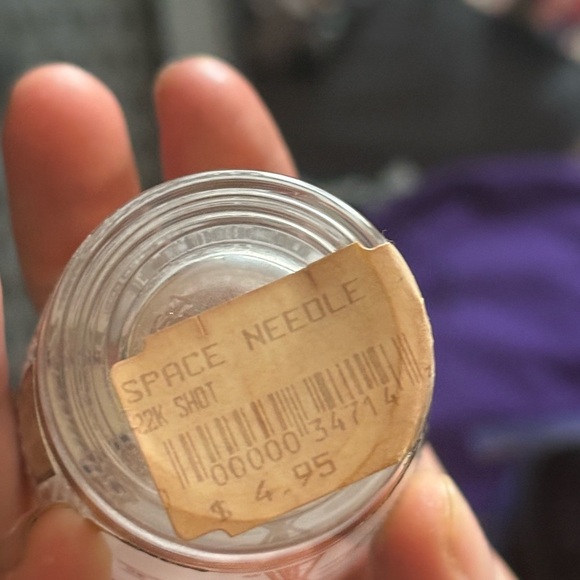 SPACE NEEDLE
22K SHOT
00000 34714
$ 4.95